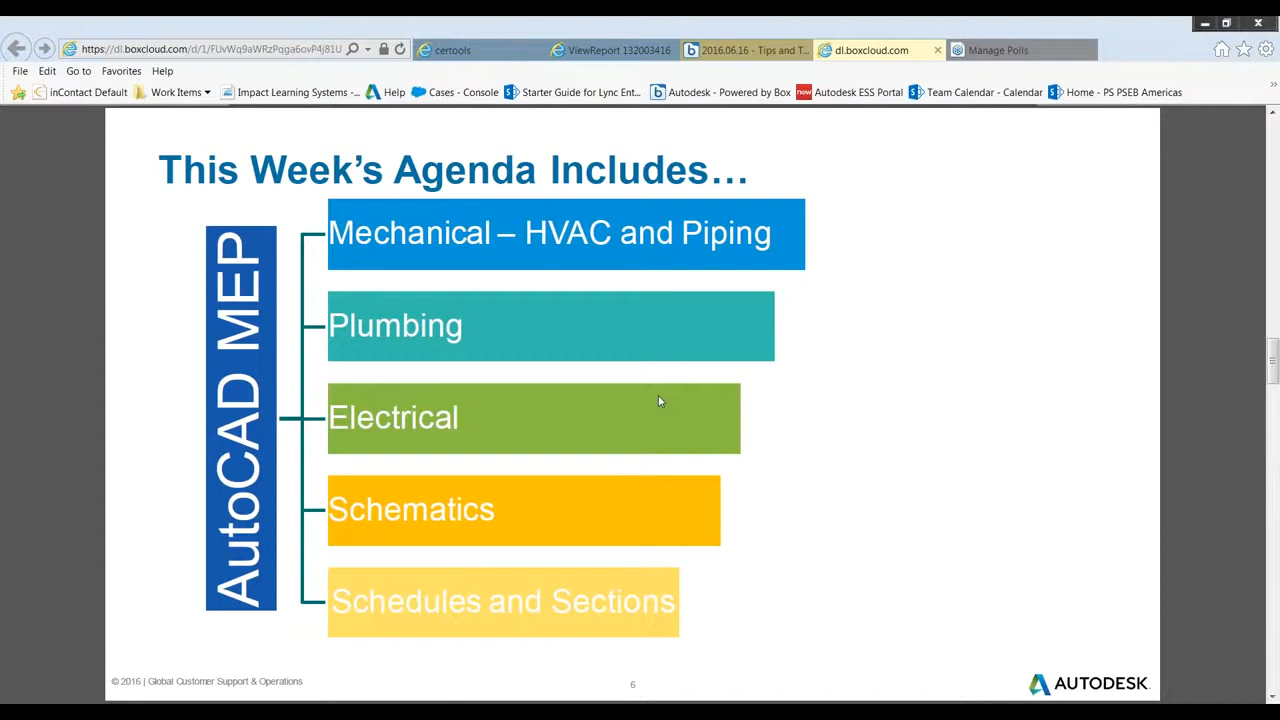 https://dl.boxcloud.com/d/1/FUvWq9aWRzPqga6ovP4j81U
certools
ViewReport 132003416
2016.06.16 - Tips and T...
dl.boxcloud.com
Manage Polls
File Edit Go to Favorites Help
inContact Default
Work Items
Impact Learning Systems -...
Help
Cases - Console
Starter Guide for Lync Ent...
Autodesk - Powered by Box
now Autodesk ESS Portal
Team Calendar - Calendar
Home - PS PSEB Americas
This Week's Agenda Includes…
AutoCAD MEP
Mechanical – HVAC and Piping
Plumbing
Electrical
Schematics
Schedules and Sections
© 2016 | Global Customer Support & Operations
6
AUTODESK.